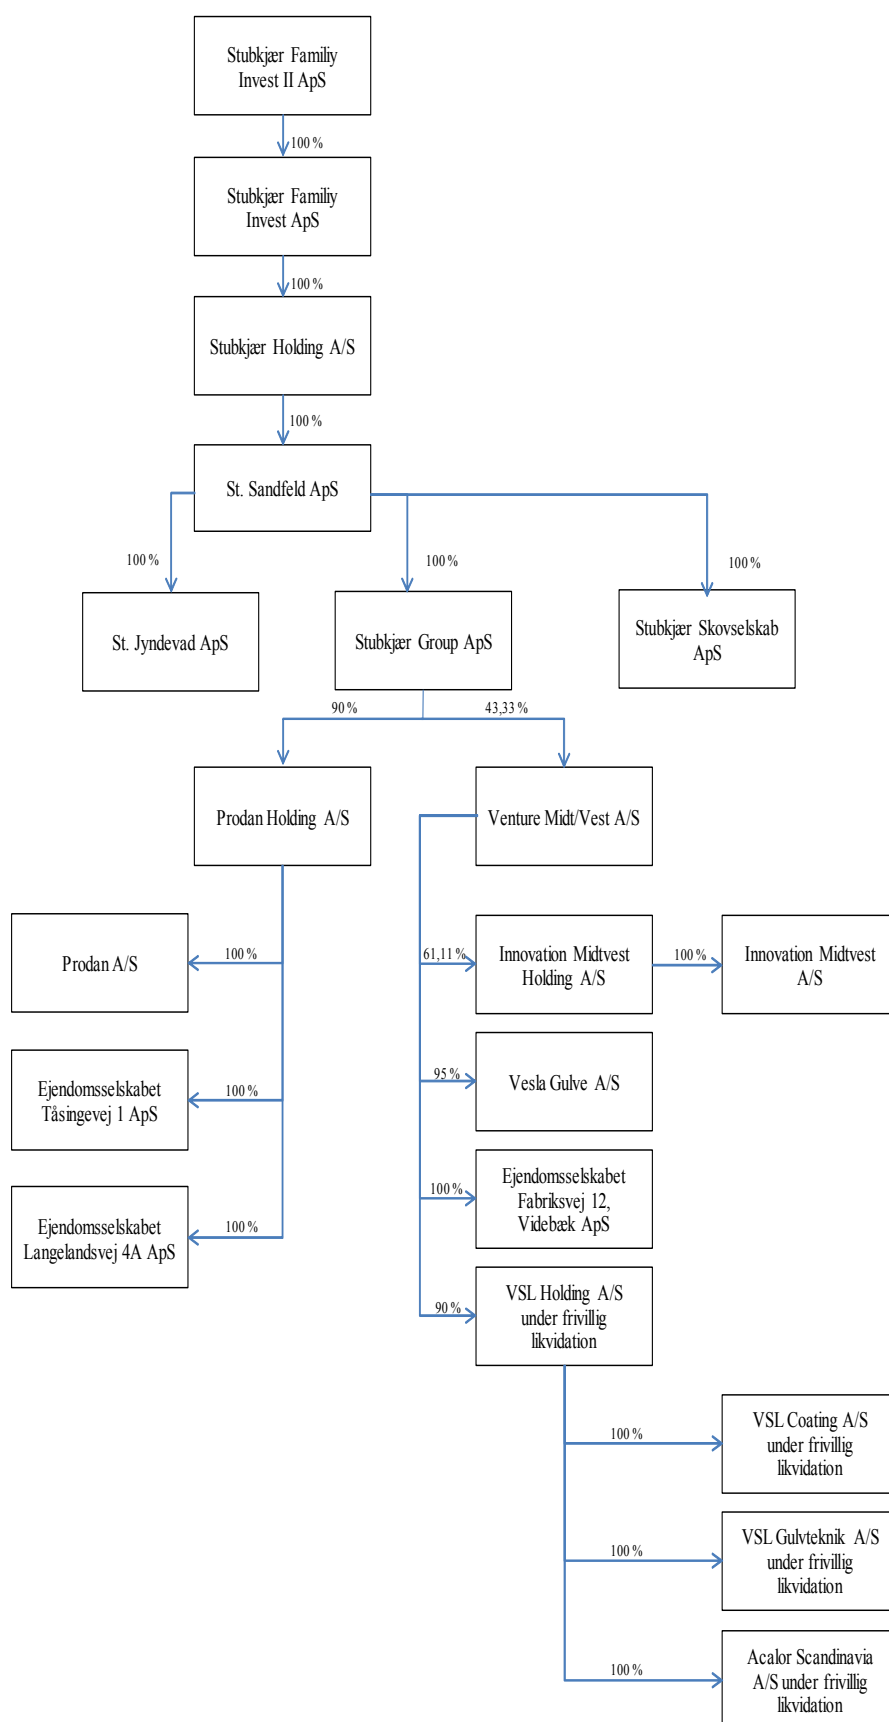 Stubkjær Familiy
Invest II ApS
100 %
Stubkjær Familiy
Invest ApS
100 %
Stubkjær Holding A/S
100 %
St. Sandfeld ApS
100 %
100 %
100 %
St. Jyndevad ApS
Stubkjær Group ApS
Stubkjær Skovselskab
ApS
90 %
43,33 %
Prodan Holding A/S
Venture Midt/Vest A/S
Prodan A/S
100 %
61,11 %
Innovation Midtvest
Holding A/S
100 %
Innovation Midtvest
A/S
Ejendomsselskabet
Tåsingevej 1 ApS
100 %
95 %
Vesla Gulve A/S
Ejendomsselskabet
Langelandsvej 4A ApS
100 %
100 %
Ejendomsselskabet
Fabriksvej 12,
Videbæk ApS
90 %
VSL Holding A/S
under frivillig
likvidation
100 %
VSL Coating A/S
under frivillig
likvidation
100 %
VSL Gulvteknik A/S
under frivillig
likvidation
100 %
Acalor Scandinavia
A/S under frivillig
likvidation